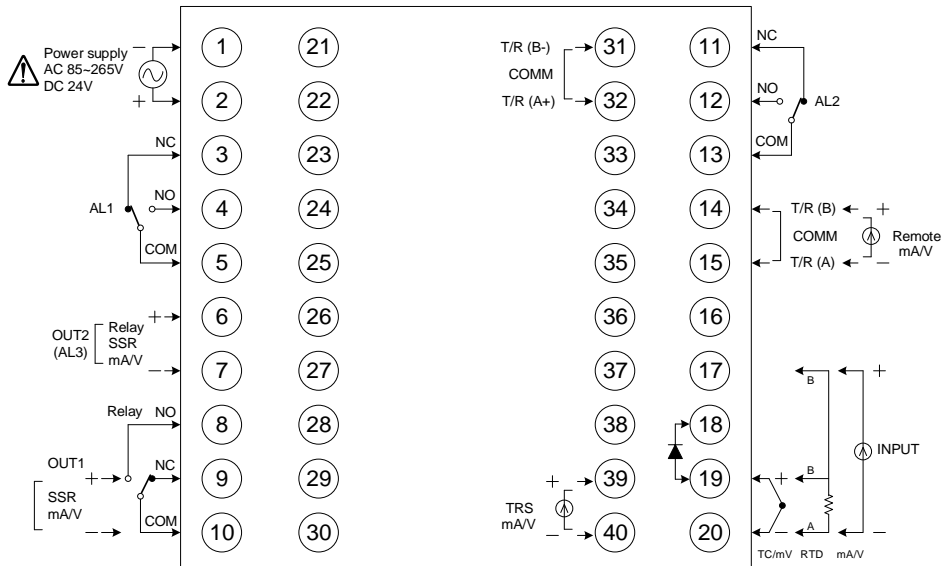 Power supply
AC 85~265V
DC 24V
−
+
1
2
3
4
5
6
7
8
9
10
21
22
23
24
25
26
27
28
29
30
NC
NO
COM
AL1
OUT2
(AL3)
Relay
SSR
mA/V
+
−
Relay
NO
NC
COM
OUT1
SSR
mA/V
+
−
T/R (B-)
COMM
T/R (A+)
31
32
33
34
35
36
37
38
39
40
+
TRS
mA/V
−
11
12
13
14
15
16
17
18
19
20
NC
NO
AL2
COM
T/R (B)
COMM
T/R (A)
+
Remote
mA/V
−
B
+
INPUT
+
B
−
A
−
TC/mV
RTD
mA/V